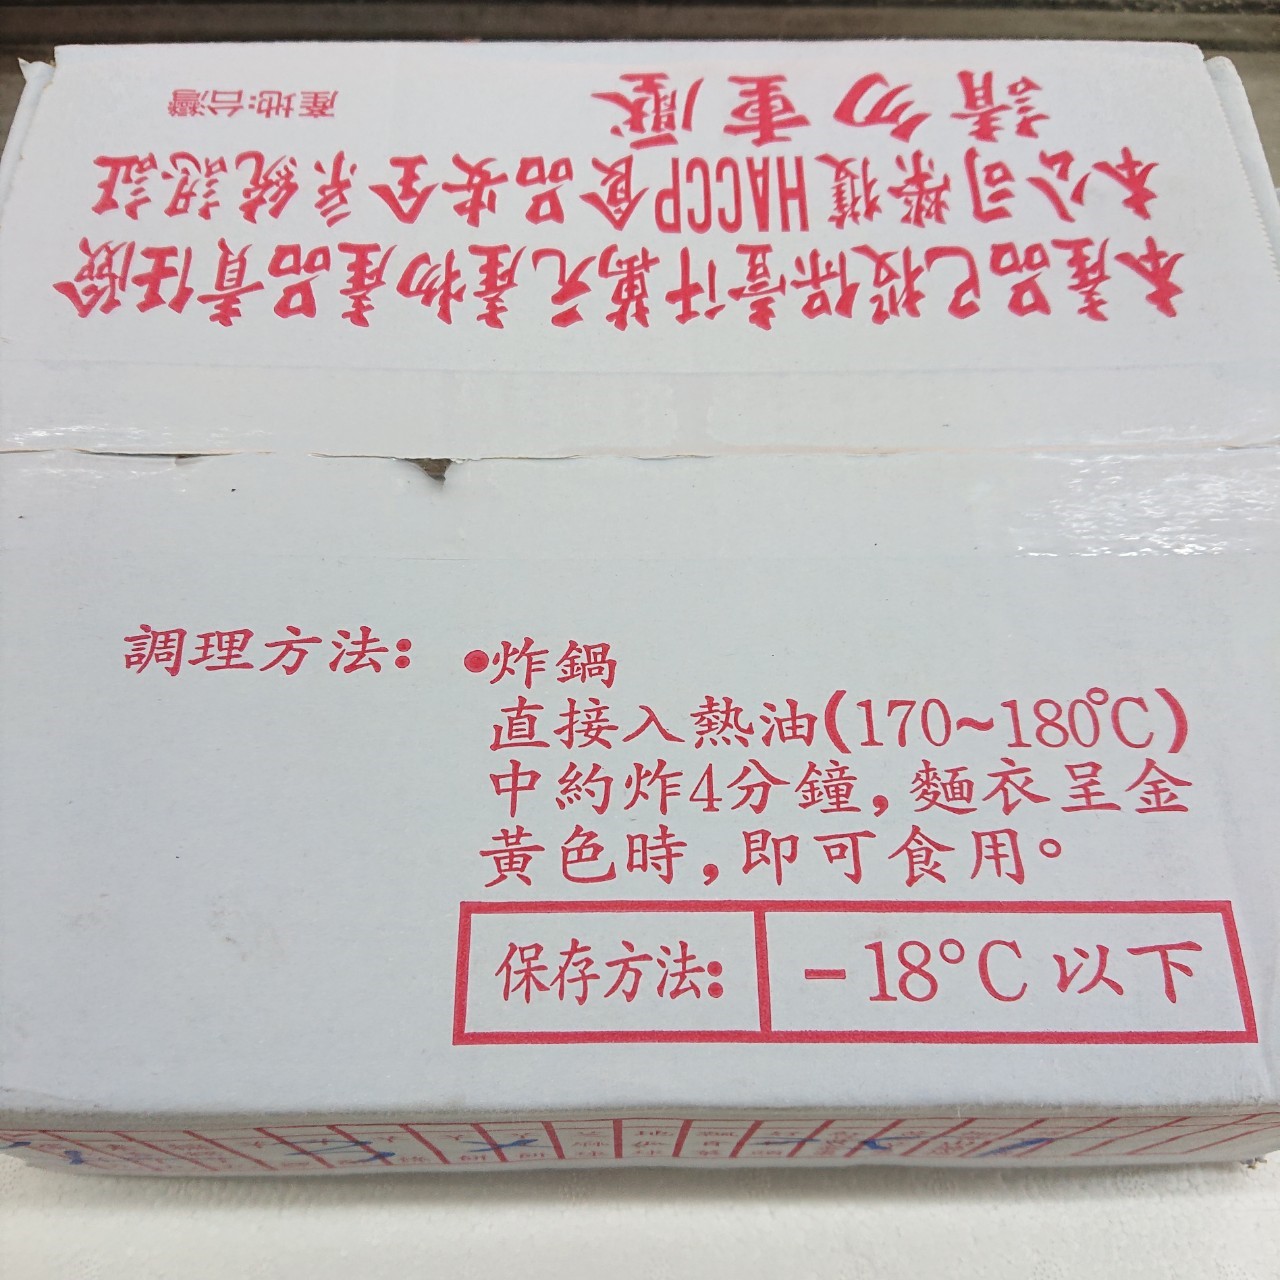 本產品已投保壹仟萬元產物產品責任險
本公司榮獲HACCP食品安全系統認証
請勿重壓
產地:台灣
調理方法:
•炸鍋
直接入熱油(170~180℃)
中約炸4分鐘,麵衣呈金
黃色時,即可食用。
保存方法:
-18°C以下